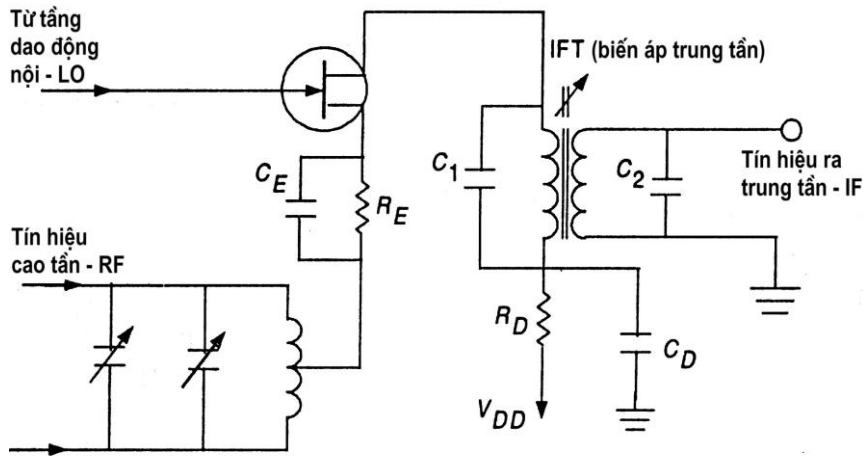 Từ tầng
dao động
nội - LO
IFT (biến áp trung tần)
C1
C2
Tín hiệu ra
trung tần - IF
CE
RE
Tín hiệu
cao tần - RF
RD
CD
VDD